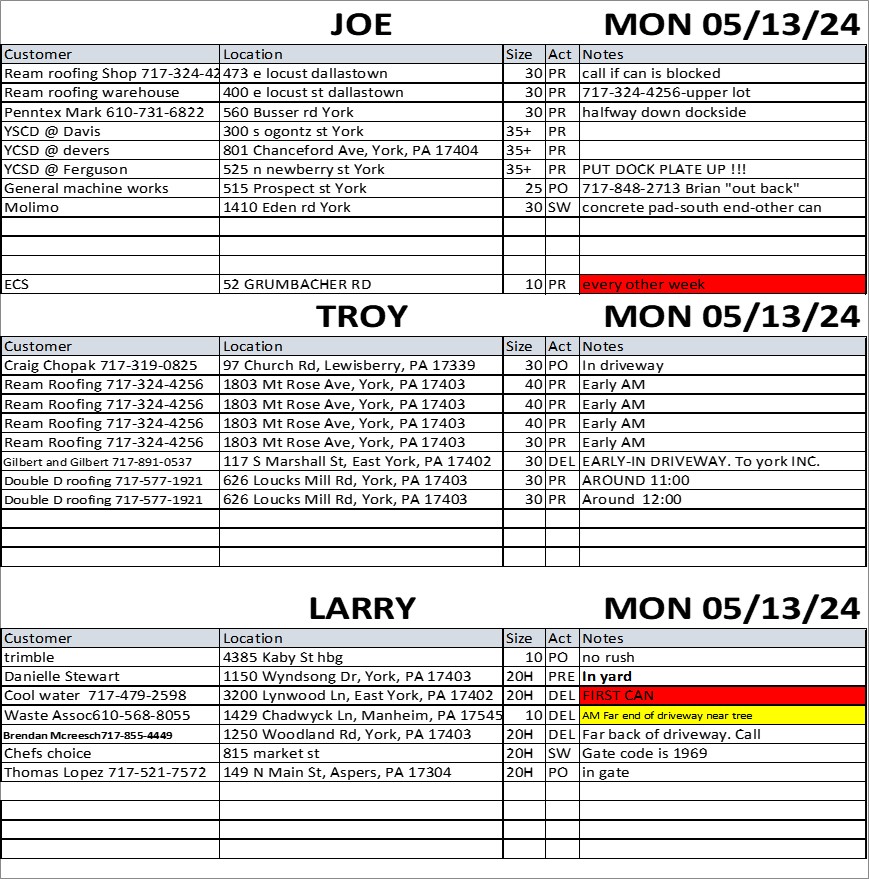 JOE MON 05/13/24
Customer Location Size Act Notes
Ream roofing Shop 717-324-42 473 e locust dallastown 30 PR call if can is blocked
Ream roofing warehouse 400 e locust st dallastown 30 PR 717-324-4256-upper lot
Penntex Mark 610-731-6822 560 Busser rd York 30 PR halfway down dockside
YSCD @ Davis 300 s ogontz st York 35+ PR
YCSD @ devers 801 Chanceford Ave, York, PA 17404 35+ PR
YCSD @ Ferguson 525 n newberry st York 35+ PR PUT DOCK PLATE UP !!!
General machine works 515 Prospect st York 25 PO 717-848-2713 Brian "out back"
Molimo 1410 Eden rd York 30 SW concrete pad-south end-other can
ECS 52 GRUMBACHER RD 10 PR every other week
TROY MON 05/13/24
Customer Location Size Act Notes
Craig Chopak 717-319-0825 97 Church Rd, Lewisberry, PA 17339 30 PO In driveway
Ream Roofing 717-324-4256 1803 Mt Rose Ave, York, PA 17403 40 PR Early AM
Ream Roofing 717-324-4256 1803 Mt Rose Ave, York, PA 17403 40 PR Early AM
Ream Roofing 717-324-4256 1803 Mt Rose Ave, York, PA 17403 40 PR Early AM
Ream Roofing 717-324-4256 1803 Mt Rose Ave, York, PA 17403 30 PR Early AM
Gilbert and Gilbert 717-891-0537 117 S Marshall St, East York, PA 17402 30 DEL EARLY-IN DRIVEWAY. To york INC.
Double D roofing 717-577-1921 626 Loucks Mill Rd, York, PA 17403 30 PR AROUND 11:00
Double D roofing 717-577-1921 626 Loucks Mill Rd, York, PA 17403 30 PR Around 12:00
LARRY MON 05/13/24
Customer Location Size Act Notes
trimble 4385 Kaby St hbg 10 PO no rush
Danielle Stewart 1150 Wyndsong Dr, York, PA 17403 20H PRE In yard
Cool water 717-479-2598 3200 Lynwood Ln, East York, PA 17402 20H DEL FIRST CAN
Waste Assoc610-568-8055 1429 Chadwyck Ln, Manheim, PA 17545 10 DEL AM Far end of driveway near tree
Brendan Mcreesch717-855-4449 1250 Woodland Rd, York, PA 17403 20H DEL Far back of driveway. Call
Chefs choice 815 market st 20H SW Gate code is 1969
Thomas Lopez 717-521-7572 149 N Main St, Aspers, PA 17304 20H PO in gate